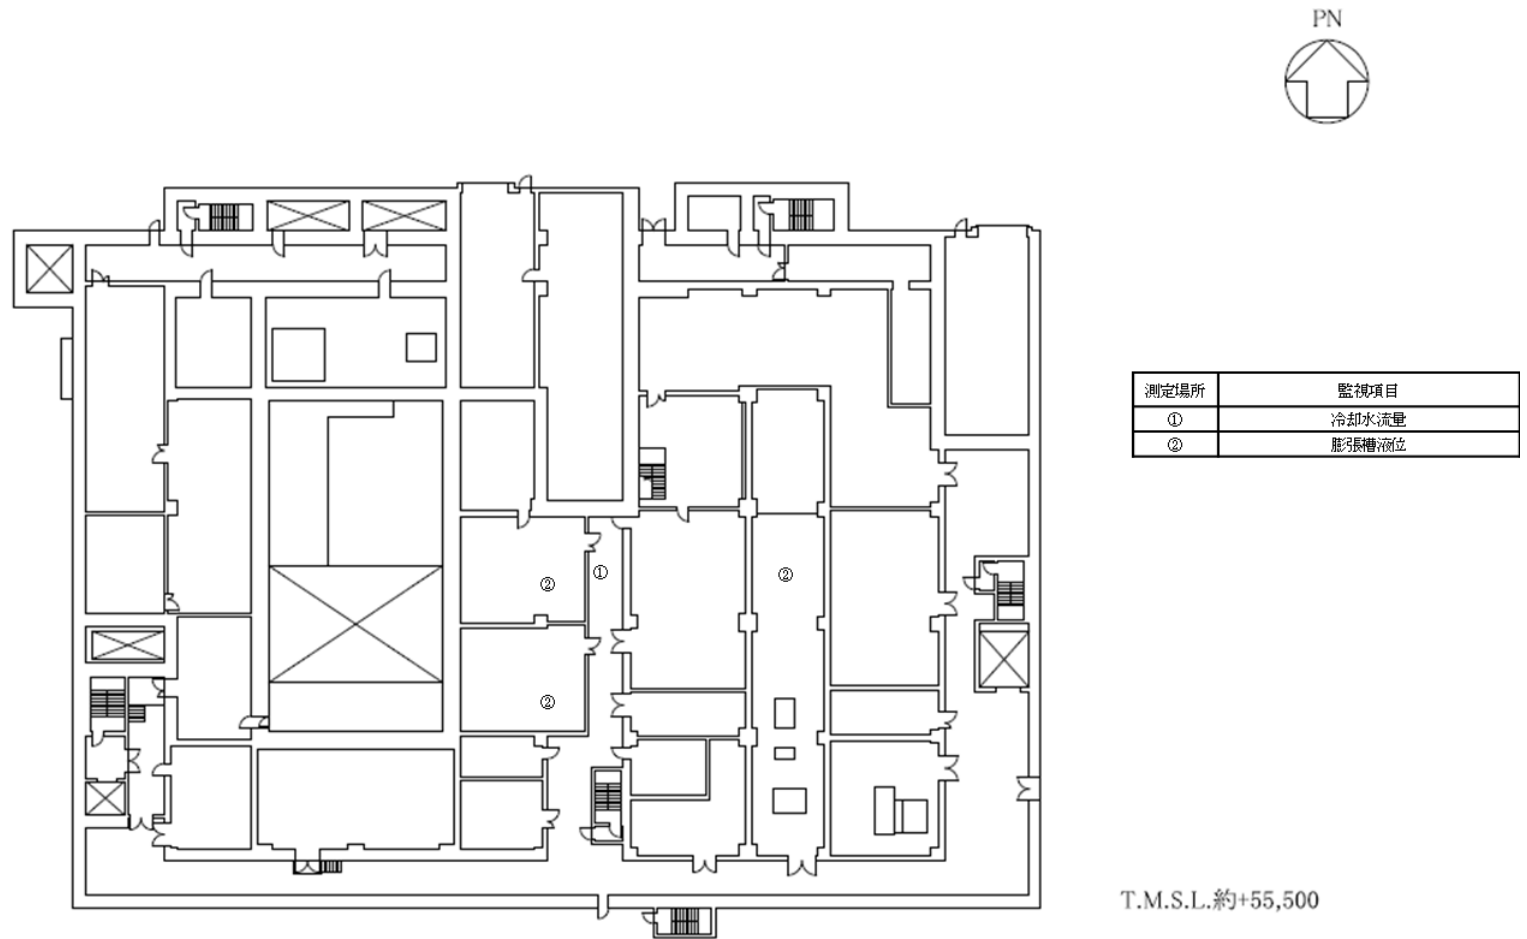 PN
測定場所 監視項目
① 冷却水流量
② 膨張槽液位
②
①
②
②
T.M.S.L.約+55,500